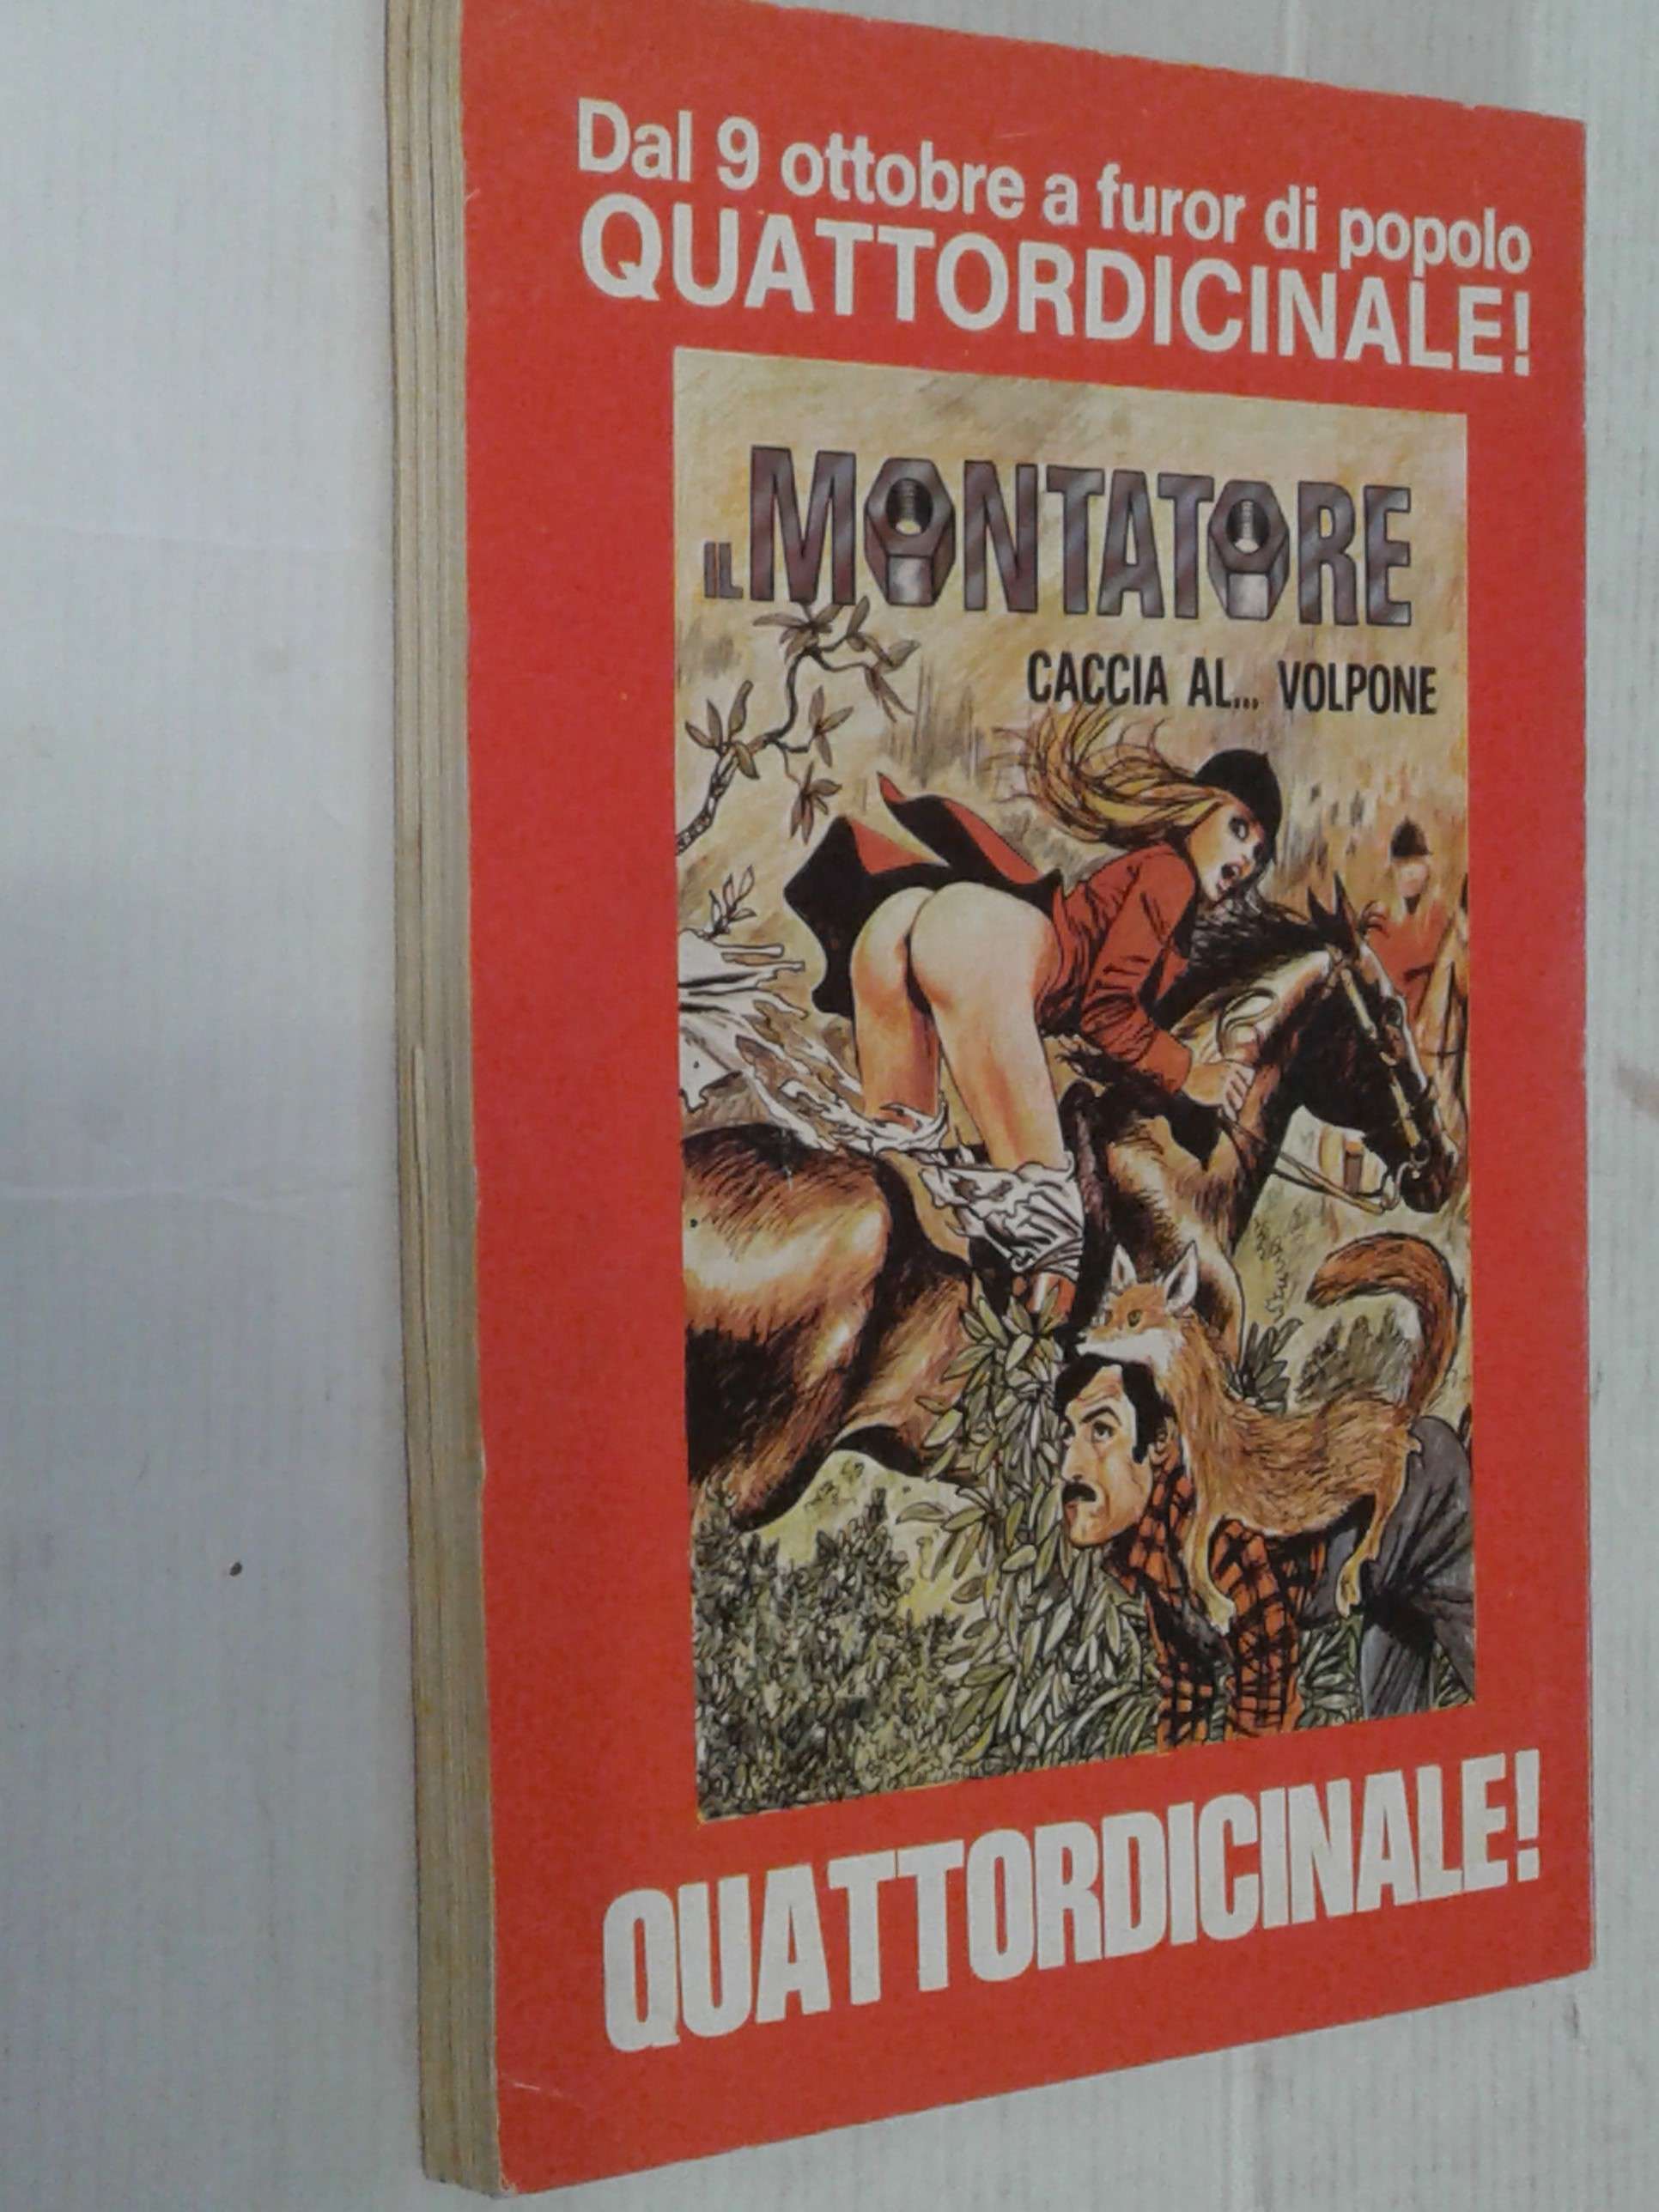 Dal 9 ottobre a furor di popolo
QUATTORDICINALE!
IL MONTATORE
CACCIA AL... VOLPONE
QUATTORDICINALE!